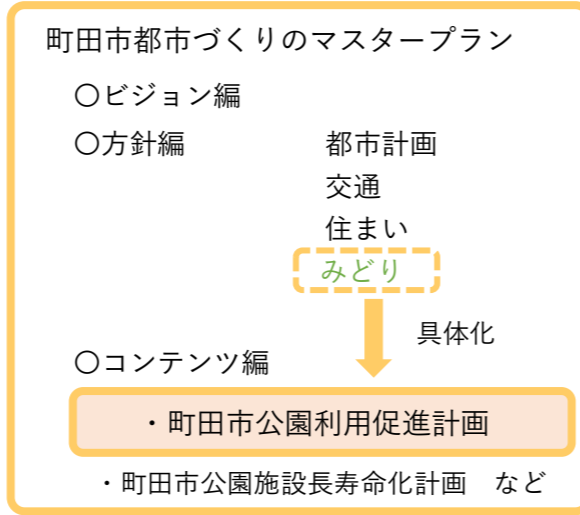 町田市都市づくりのマスタープラン
〇ビジョン編
〇方針編 都市計画
交通
住まい
みどり
具体化
〇コンテンツ編
・町田市公園利用促進計画
・町田市公園施設長寿命化計画 など